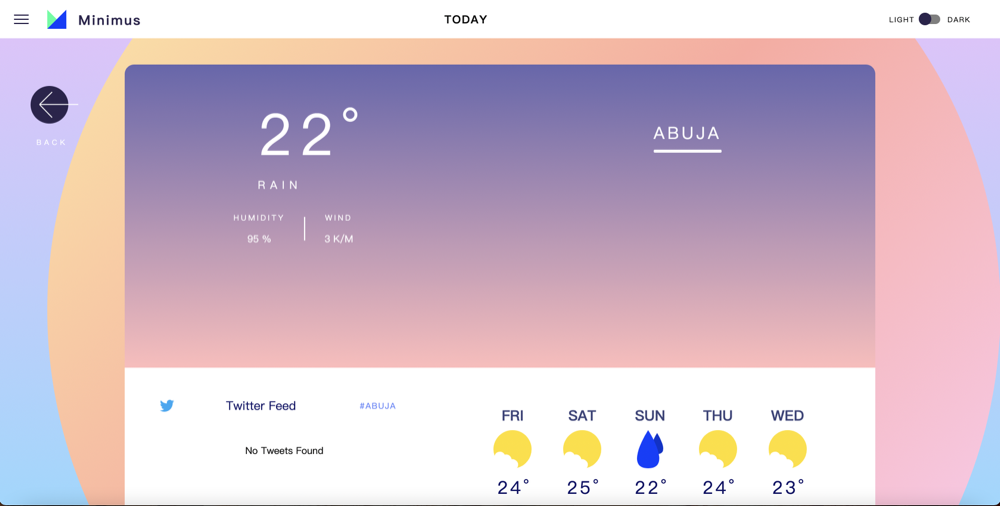 Minimus
TODAY
LIGHT DARK
BACK
22°
RAIN
HUMIDITY WIND
95 % 3 K/M
ABUJA
Twitter Feed #ABUJA
No Tweets Found
FRI SAT SUN THU WED
24° 25° 22° 24° 23°